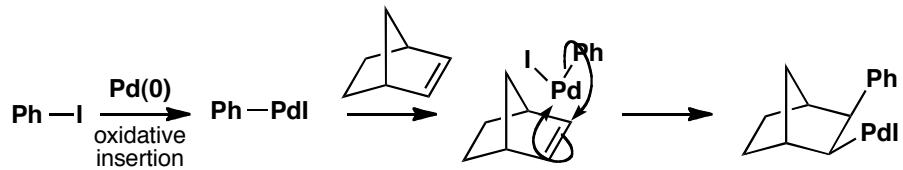 Ph—I
Pd(0)
oxidative
insertion
Ph—PdI
I
Ph
Pd
Ph
PdI